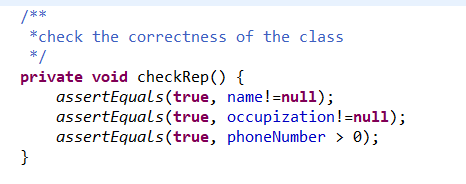 /**
 *check the correctness of the class
 */
private void checkRep() {
    assertEquals(true, name!=null);
    assertEquals(true, occupization!=null);
    assertEquals(true, phoneNumber > 0);
}